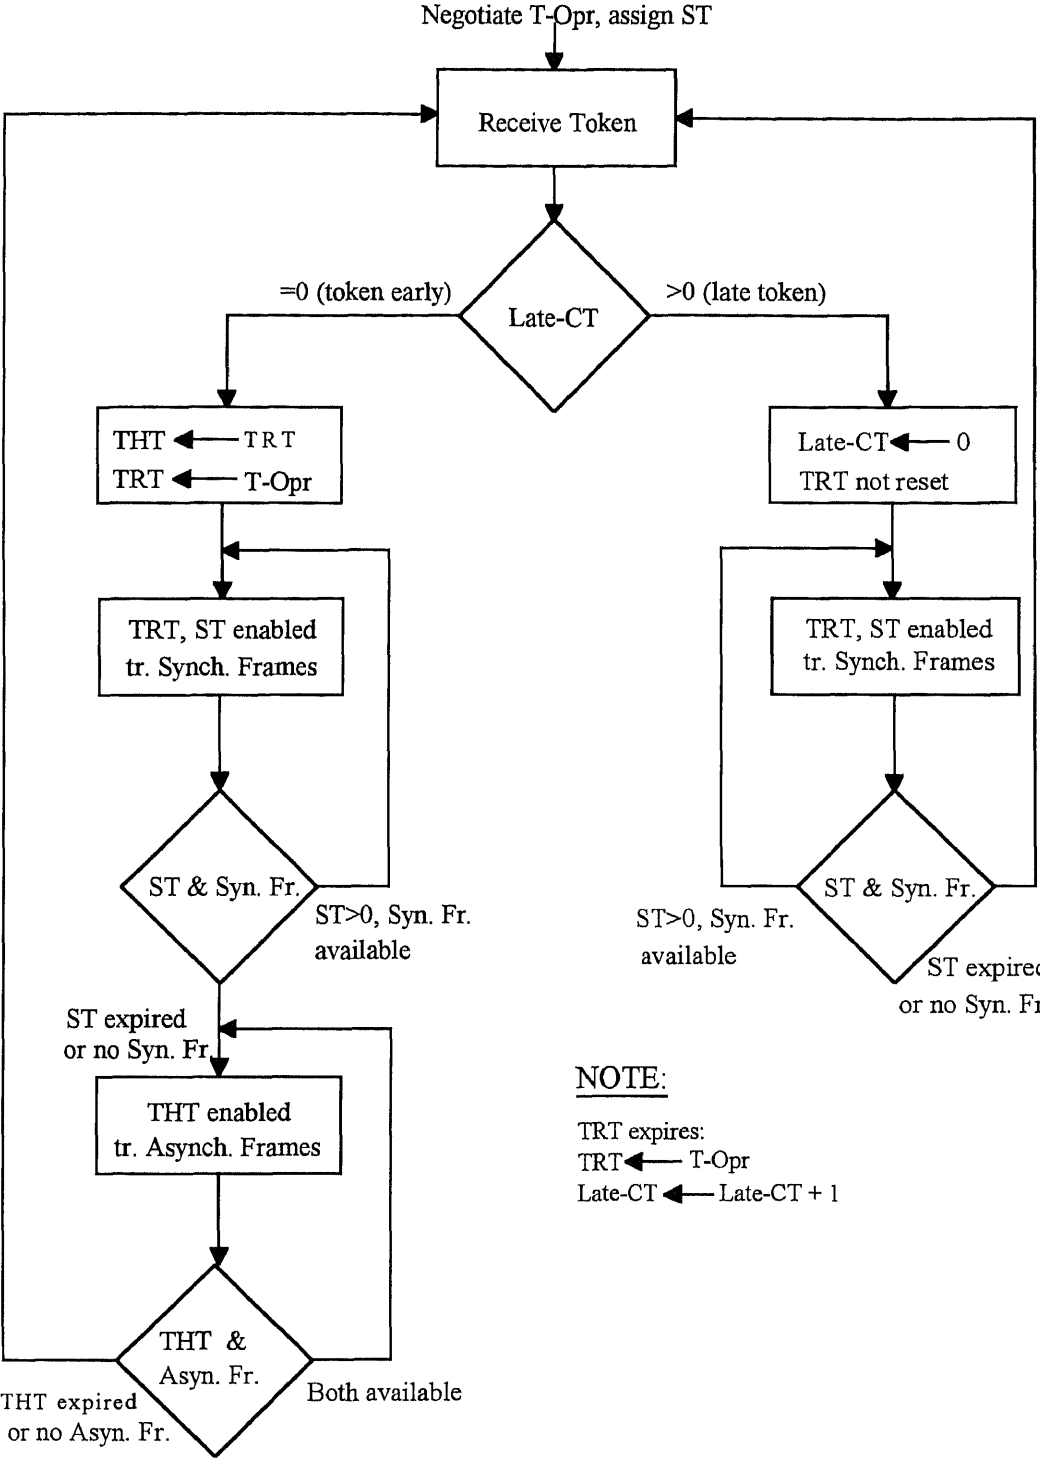 Negotiate T-Opr, assign ST
Receive Token
=0 (token early)
Late-CT
>0 (late token)
THT TRT
TRT T-Opr
Late-CT 0
TRT not reset
TRT, ST enabled
tr. Synch. Frames
TRT, ST enabled
tr. Synch. Frames
ST & Syn. Fr.
ST>0, Syn. Fr.
available
ST & Syn. Fr.
ST>0, Syn. Fr.
available
ST expired
or no Syn. Fr
ST expired
or no Syn. Fr.
THT enabled
tr. Asynch. Frames
THT &
Asyn. Fr.
THT expired
or no Asyn. Fr.
Both available
NOTE:
TRT expires:
TRT T-Opr
Late-CT Late-CT + 1